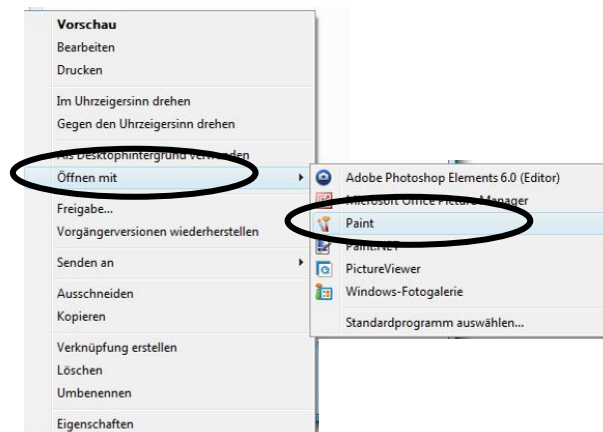 Vorschau
Bearbeiten
Drucken
Im Uhrzeigersinn drehen
Gegen den Uhrzeigersinn drehen
Als Desktophintergrund verwenden
Öffnen mit
Freigabe...
Vorgängerversionen wiederherstellen
Senden an
Ausschneiden
Kopieren
Verknüpfung erstellen
Löschen
Umbenennen
Eigenschaften
Adobe Photoshop Elements 6.0 (Editor)
Microsoft Office Picture Manager
Paint
Paint.NET
PictureViewer
Windows-Fotogalerie
Standardprogramm auswählen...